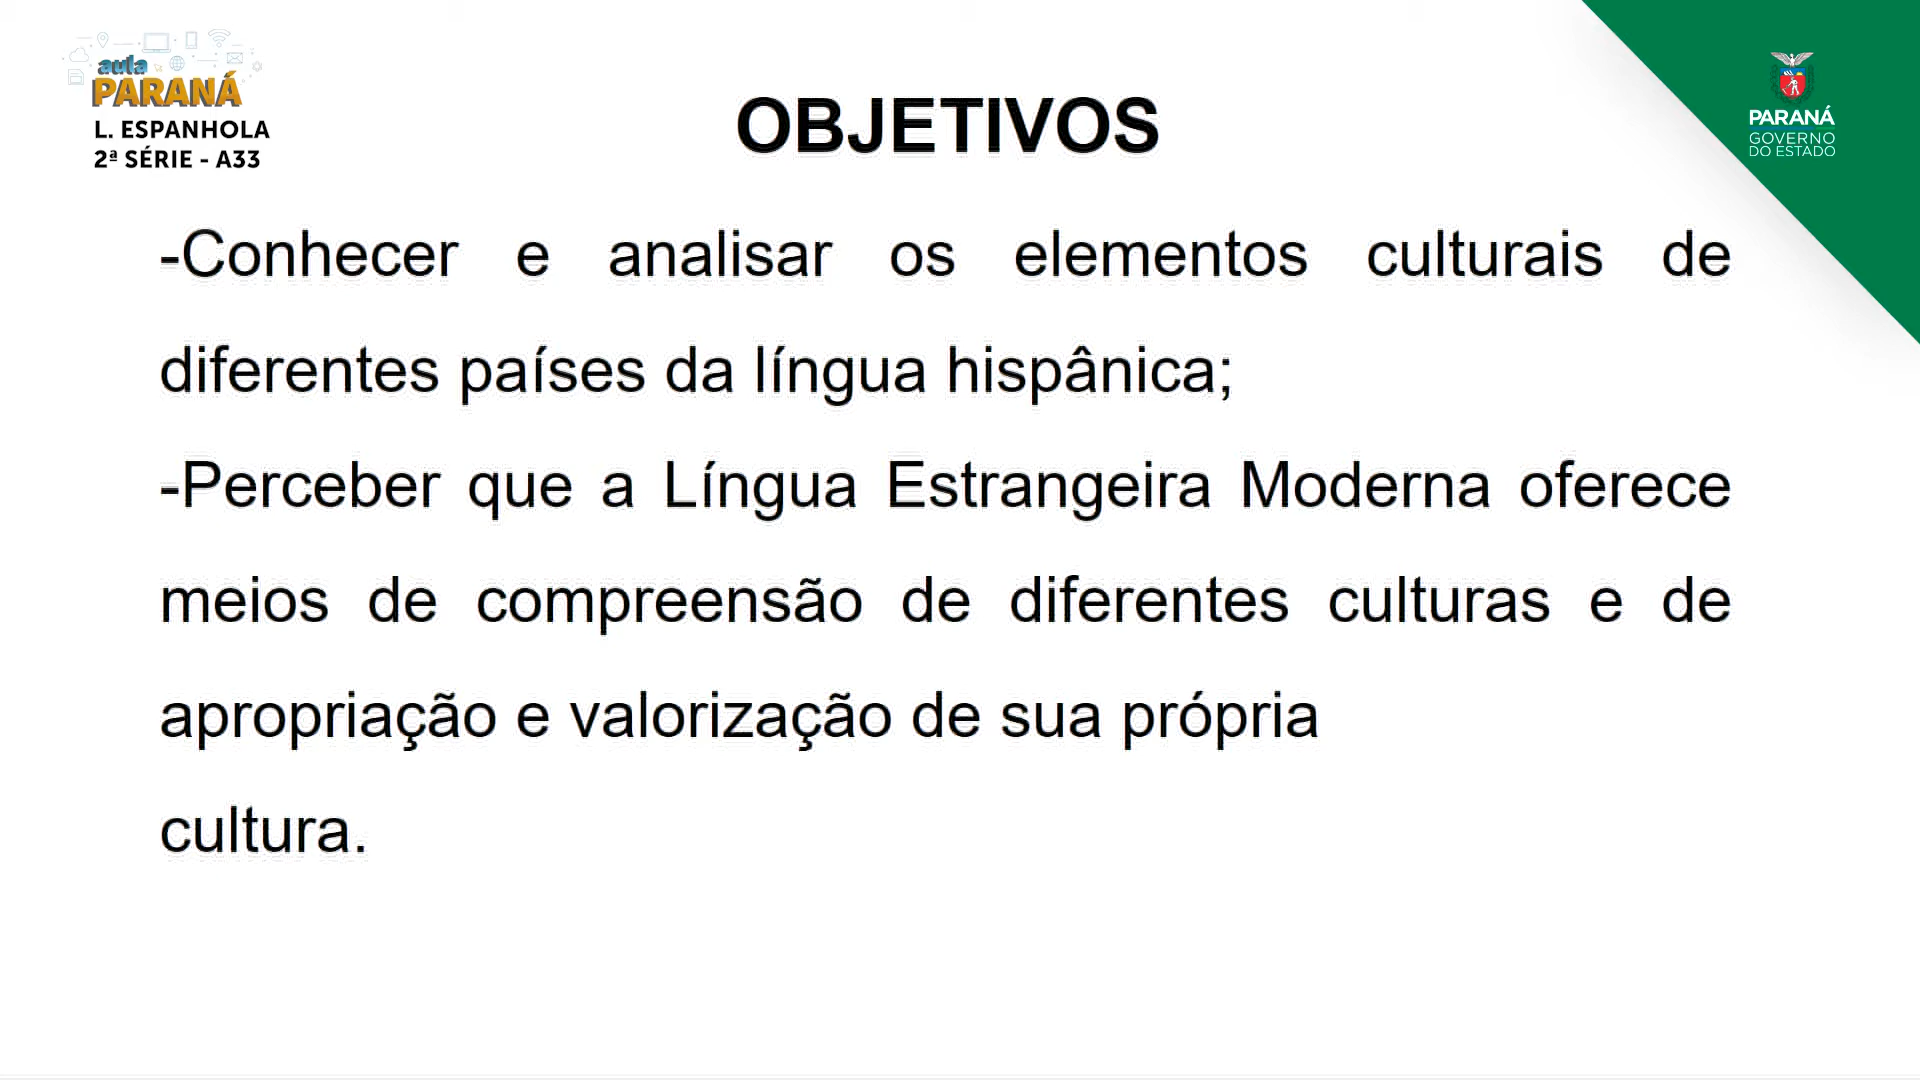 aula
PARANÁ
L. ESPANHOLA
2ª SÉRIE - A33
PARANÁ
GOVERNO
DO ESTADO
OBJETIVOS
-Conhecer e analisar os elementos culturais de
diferentes países da língua hispânica;
-Perceber que a Língua Estrangeira Moderna oferece
meios de compreensão de diferentes culturas e de
apropriação e valorização de sua própria
cultura.